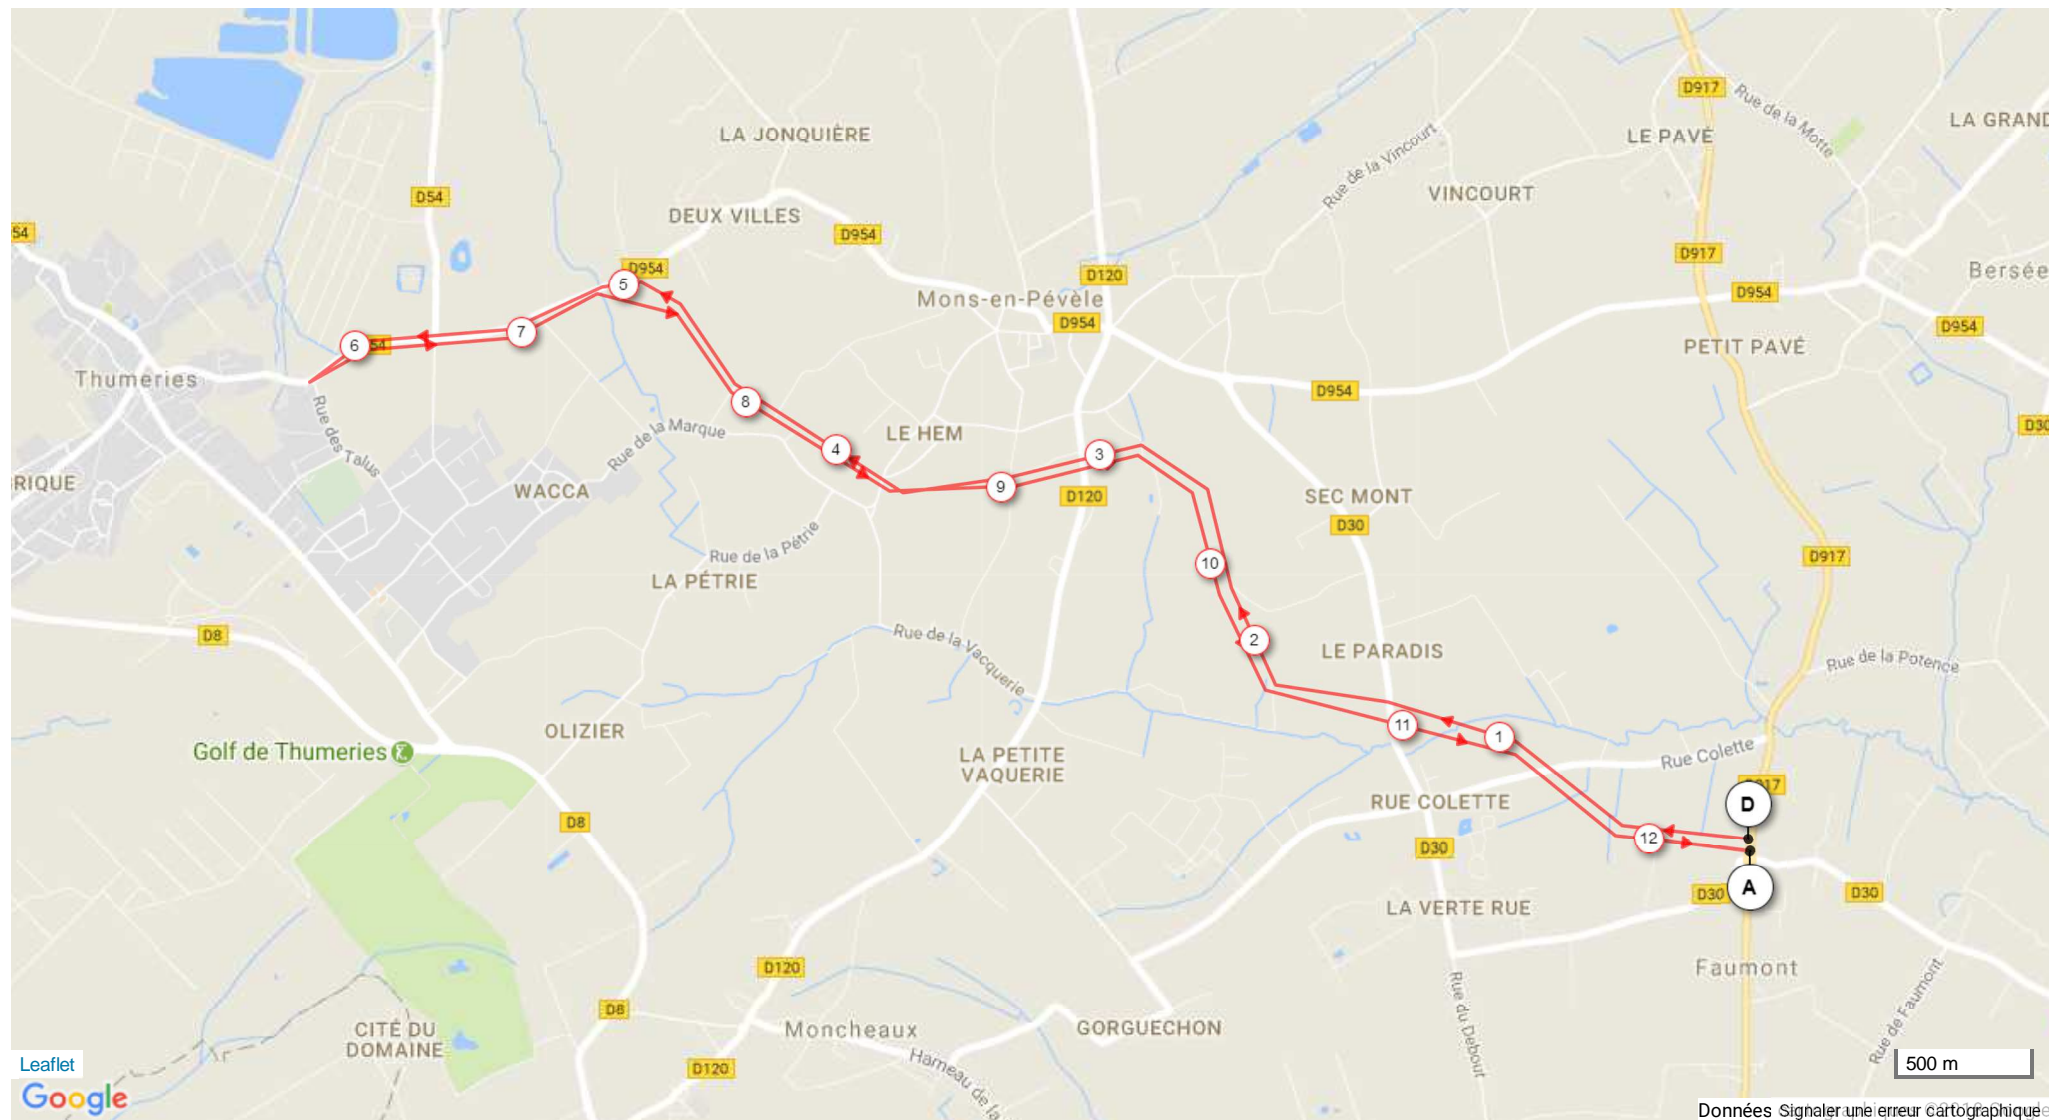 D917
Rue de la Motte
LA GRAND
LA JONQUIÈRE
LE PAVÉ
Rue de la Vincourt
D54
VINCOURT
DEUX VILLES
54
D954
D917
D954
5
D120
Bersée
D954
Mons-en-Pévèle
D954
D954
7
6
54
PETIT PAVÉ
Thumeries
D954
8
Rue des Talus
Rue de la Marque
LE HEM
D30
4
3
RIQUE
WACCA
9
D120
SEC MONT
D30
Rue de la Pétrie
D917
10
LA PÉTRIE
D8
Rue de la Vacquerie
2
LE PARADIS
Rue de la Potence
11
1
OLIZIER
Golf de Thumeries
LA PETITE
VAQUERIE
Rue Colette
D
RUE COLETTE
D8
12
D30
A
D30
D30
LA VERTE RUE
D120
Faumont
Rue du Debout
Rue de Faumont
D8
CITÉ DU
DOMAINE
Moncheaux
GORGUECHON
Hameau de la
Leaflet
D120
500 m
Google
Données
Signaler une erreur cartographique